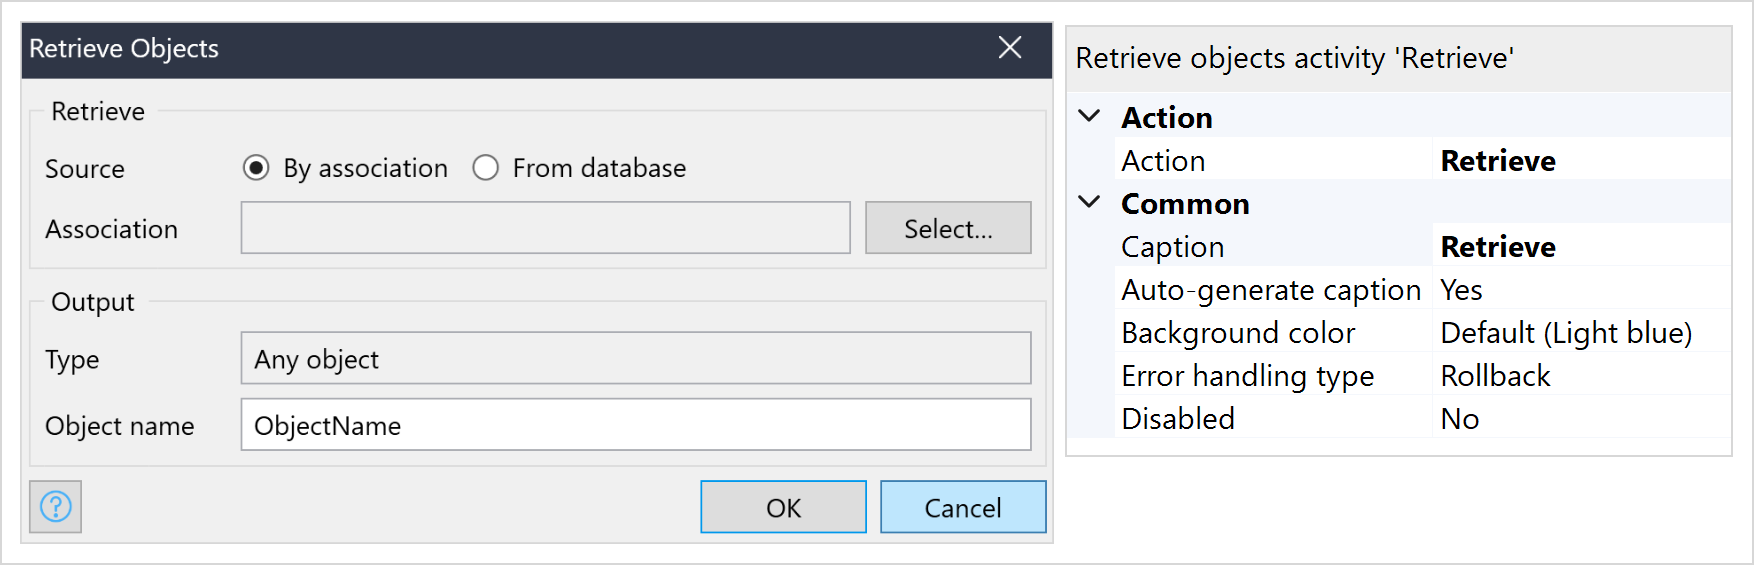 Retrieve Objects
Retrieve
Source By association From database
Association Select...
Output
Type Any object
Object name ObjectName
? OK Cancel
Retrieve objects activity 'Retrieve'
Action
Action Retrieve
Common
Caption Retrieve
Auto-generate caption Yes
Background color Default (Light blue)
Error handling type Rollback
Disabled No